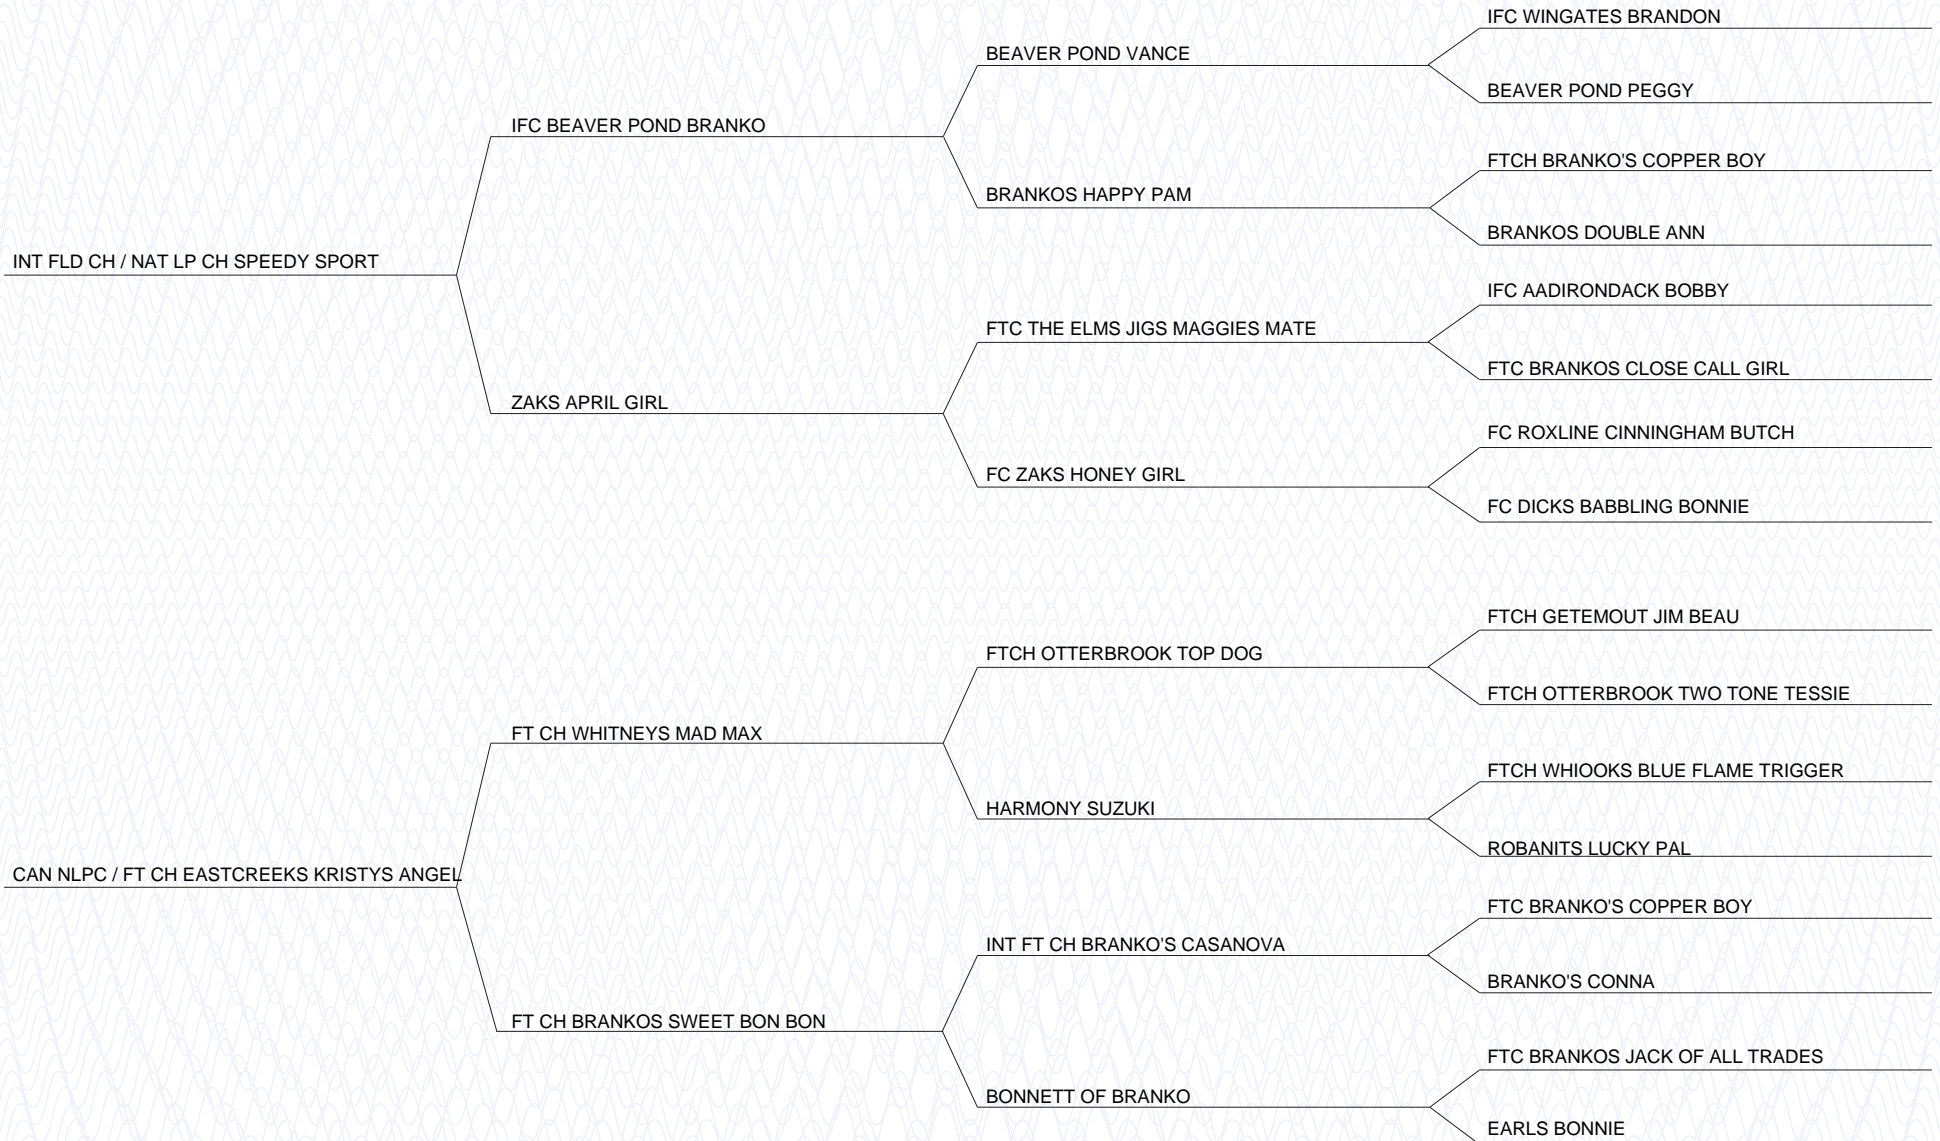 IFC WINGATES BRANDON
BEAVER POND VANCE
BEAVER POND PEGGY
IFC BEAVER POND BRANKO
FTCH BRANKO'S COPPER BOY
BRANKOS HAPPY PAM
BRANKOS DOUBLE ANN
INT FLD CH / NAT LP CH SPEEDY SPORT
IFC AADIRONDACK BOBBY
FTC THE ELMS JIGS MAGGIES MATE
FTC BRANKOS CLOSE CALL GIRL
ZAKS APRIL GIRL
FC ROXLINE CINNINGHAM BUTCH
FC ZAKS HONEY GIRL
FC DICKS BABBLING BONNIE
FTCH GETEMOUT JIM BEAU
FTCH OTTERBROOK TOP DOG
FTCH OTTERBROOK TWO TONE TESSIE
FT CH WHITNEYS MAD MAX
FTCH WHIOOKS BLUE FLAME TRIGGER
HARMONY SUZUKI
ROBANITS LUCKY PAL
CAN NLPC / FT CH EASTCREEKS KRISTYS ANGEL
FTC BRANKO'S COPPER BOY
INT FT CH BRANKO'S CASANOVA
BRANKO'S CONNA
FT CH BRANKOS SWEET BON BON
FTC BRANKOS JACK OF ALL TRADES
BONNETT OF BRANKO
EARLS BONNIE